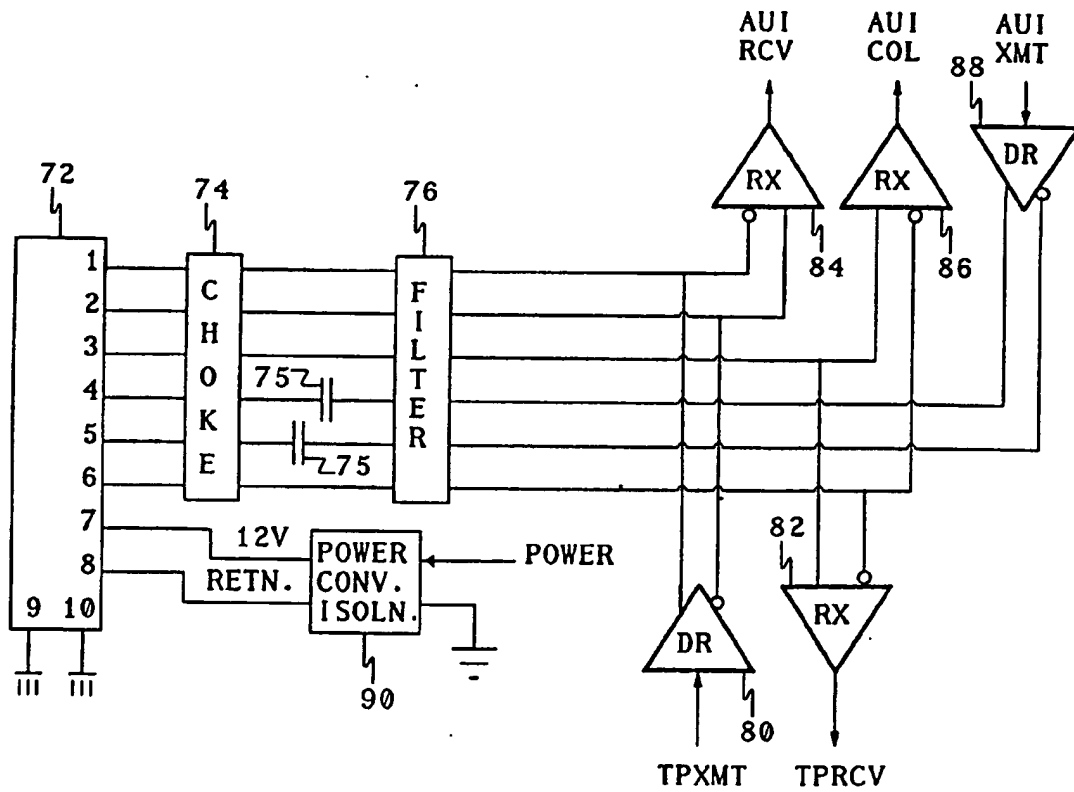 AUI RCV
AUI COL
AUI XMT
88
DR
RX
RX
84
86
72
74
76
1
2
3
4
5
6
7
8
9 10
CHOKE
75
75
FILTER
12V
RETN.
POWER
CONV.
ISOLN.
POWER
90
82
RX
DR
80
TPXMT
TPRCV